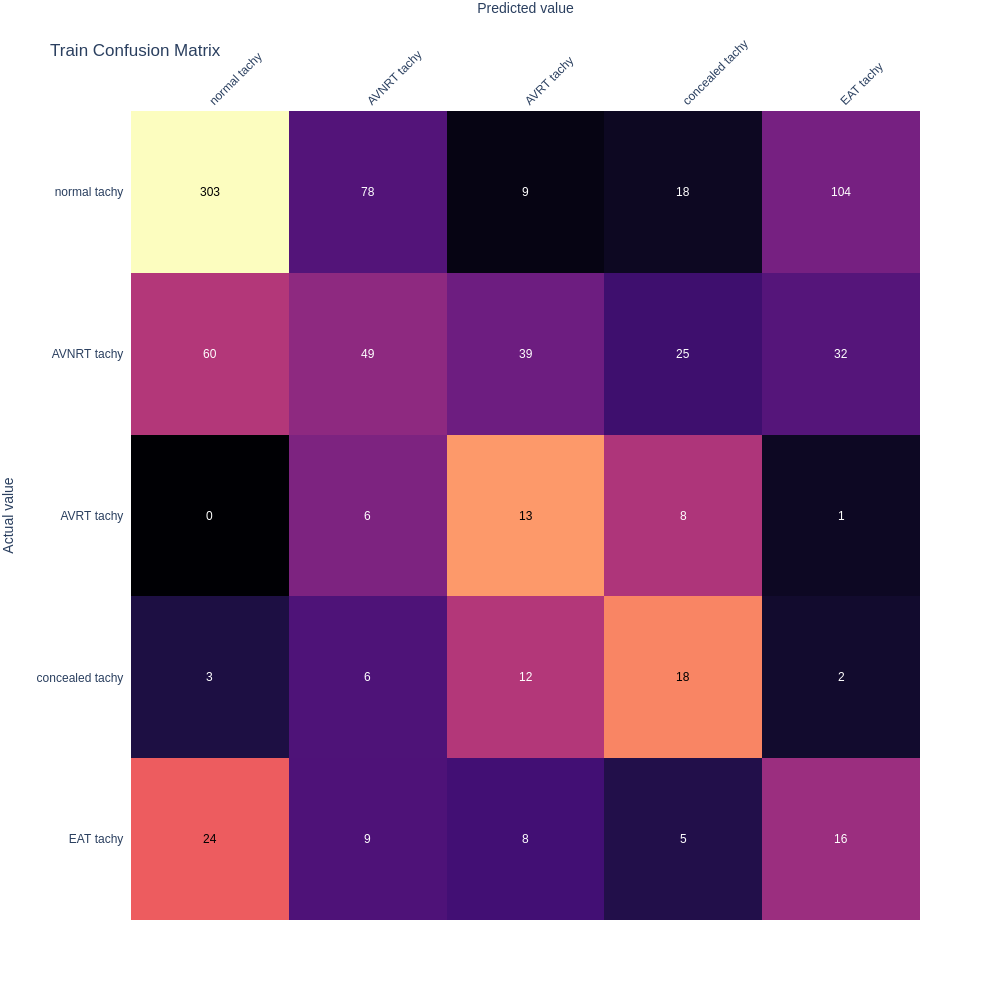 Predicted value
Train Confusion Matrix
normal tachy AVNRT tachy AVRT tachy concealed tachy EAT tachy
normal tachy 303 78 9 18 104
AVNRT tachy 60 49 39 25 32
Actual value
AVRT tachy 0 6 13 8 1
concealed tachy 3 6 12 18 2
EAT tachy 24 9 8 5 16